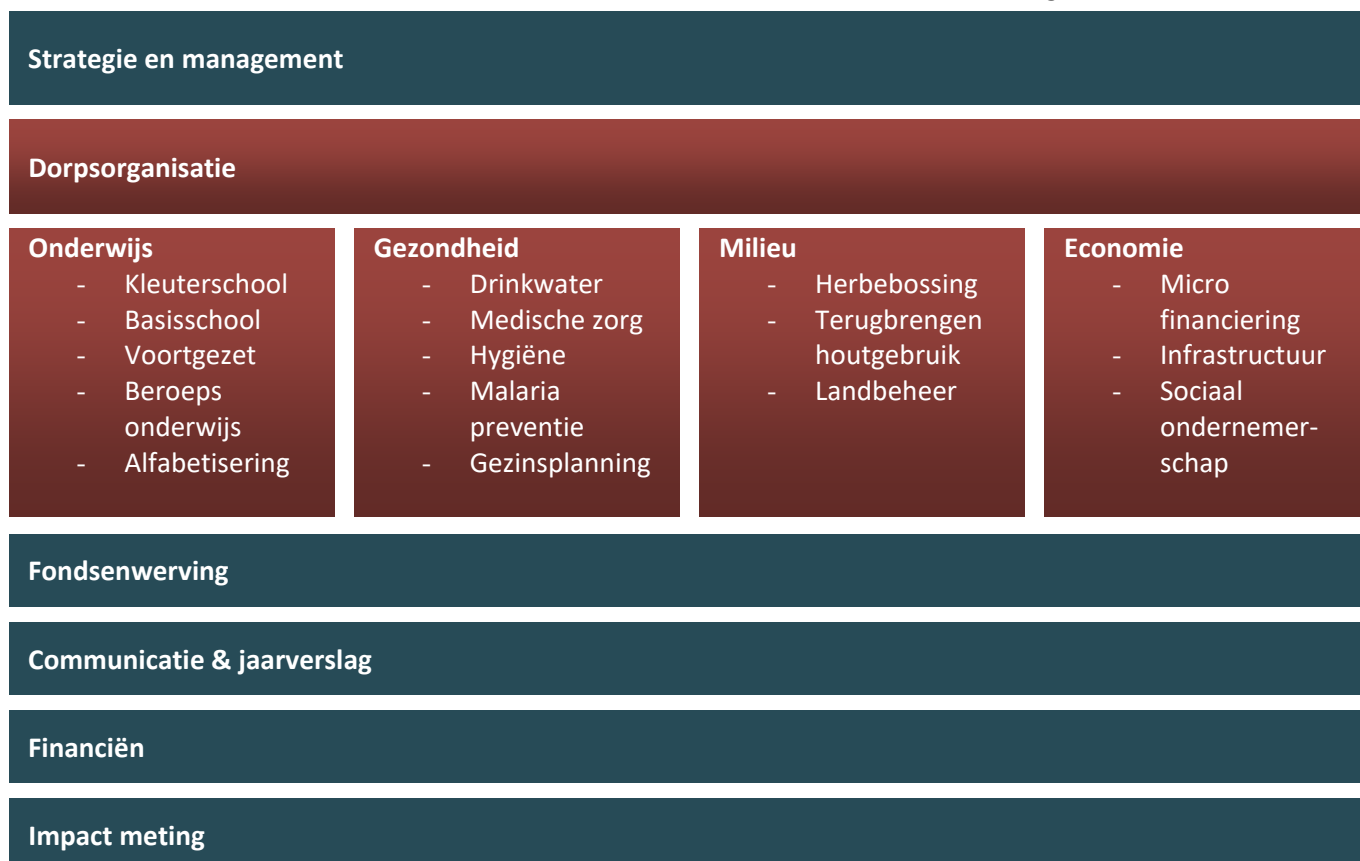 Strategie en management
Dorpsorganisatie
Onderwijs
- Kleuterschool
- Basisschool
- Voortgezet
- Beroeps
onderwijs
- Alfabetisering
Gezondheid
- Drinkwater
- Medische zorg
- Hygiëne
- Malaria
preventie
- Gezinsplanning
Milieu
- Herbebossing
- Terugbrengen
houtgebruik
- Landbeheer
Economie
- Micro
financiering
- Infrastructuur
- Sociaal
ondernemer-
schap
Fondsenwerving
Communicatie & jaarverslag
Financiën
Impact meting